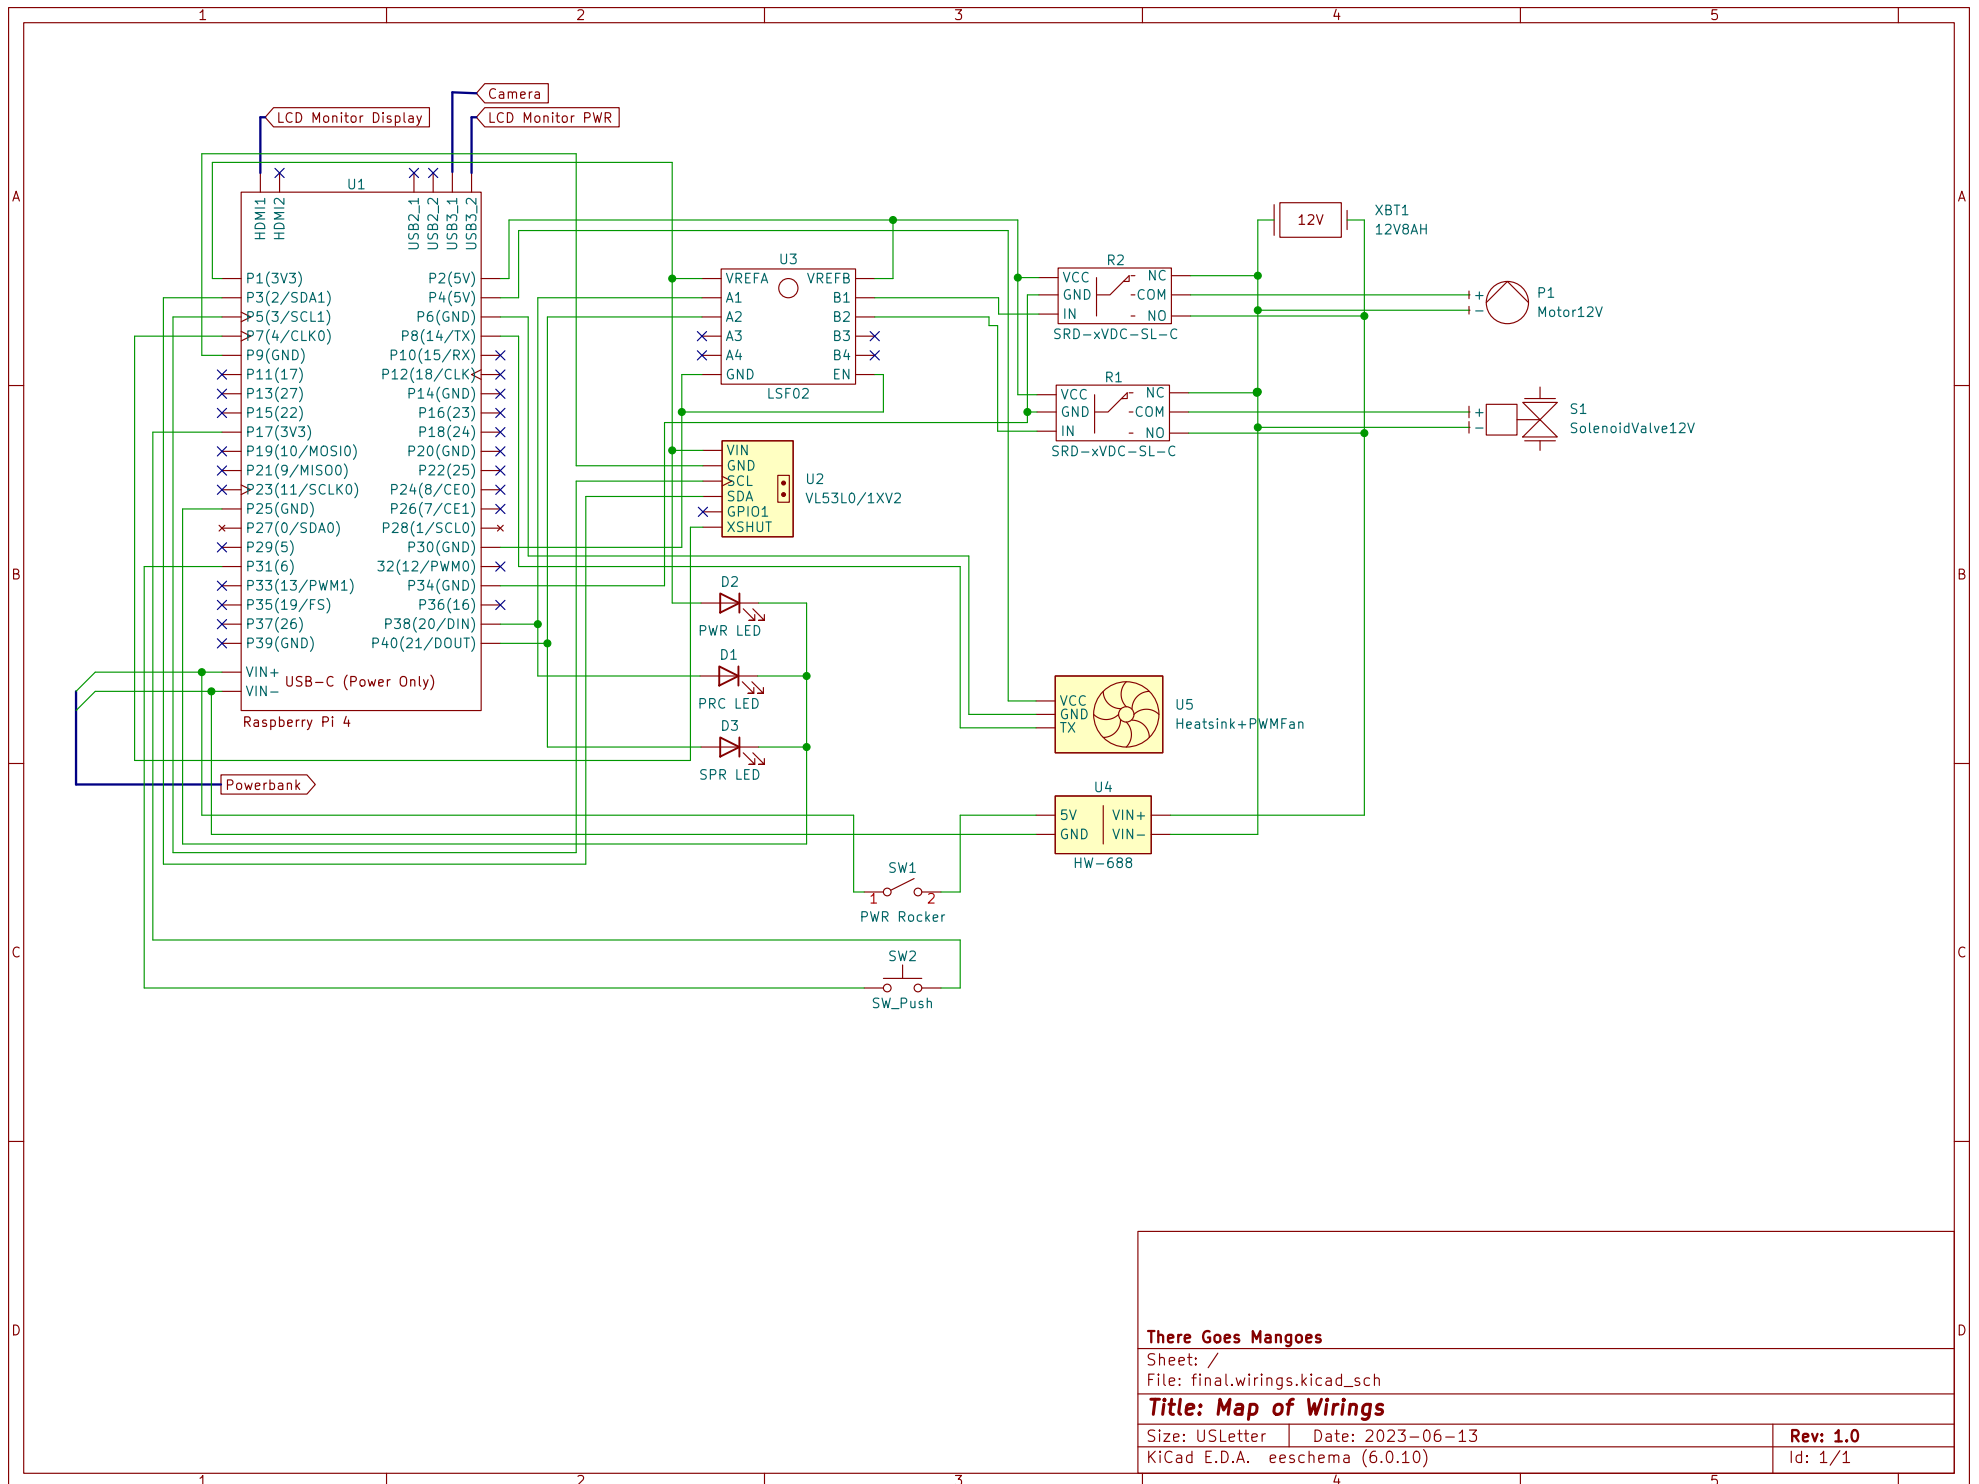 1 2 3 4 5
Camera
LCD Monitor Display
LCD Monitor PWR
U1
HDMI1
HDMI2
USB2_1
USB2_2
USB3_1
USB3_2
A A
P1(3V3) P2(5V)
P3(2/SDA1) P4(5V)
P5(3/SCL1) P6(GND)
P7(4/CLK0) P8(14/TX)
P9(GND) P10(15/RX)
P11(17) P12(18/CLK)
P13(27) P14(GND)
P15(22) P16(23)
P17(3V3) P18(24)
P19(10/MOSI0) P20(GND)
P21(9/MISO0) P22(25)
P23(11/SCLK0) P24(8/CE0)
P25(GND) P26(7/CE1)
P27(0/SDA0) P28(1/SCL0)
P29(5) P30(GND)
P31(6) 32(12/PWM0)
P33(13/PWM1) P34(GND)
P35(19/FS) P36(16)
P37(26) P38(20/DIN)
P39(GND) P40(21/DOUT)
VIN+
VIN-
USB-C (Power Only)
Raspberry Pi 4
Powerbank
U3
VREFA VREFB
A1 B1
A2 B2
A3 B3
A4 B4
GND EN
LSF02
VIN
GND
SCL
SDA
GPIO1
XSHUT
U2
VL53L0/1XV2
D2
PWR LED
D1
PRC LED
D3
SPR LED
12V
XBT1
12V8AH
R2
VCC - NC
GND -COM
IN - NO
SRD-xVDC-SL-C
+
-
P1
Motor12V
R1
VCC - NC
GND -COM
IN - NO
SRD-xVDC-SL-C
+
-
S1
SolenoidValve12V
B B
VCC
GND
TX
U5
Heatsink+PWMFan
U4
5V VIN+
GND VIN-
HW-688
SW1
1 2
PWR Rocker
C C
SW2
SW_Push
D D
There Goes Mangoes
Sheet: /
File: final.wirings.kicad_sch
Title: Map of Wirings
Size: USLetter Date: 2023-06-13 Rev: 1.0
KiCad E.D.A. eeschema (6.0.10) Id: 1/1
1 2 3 4 5